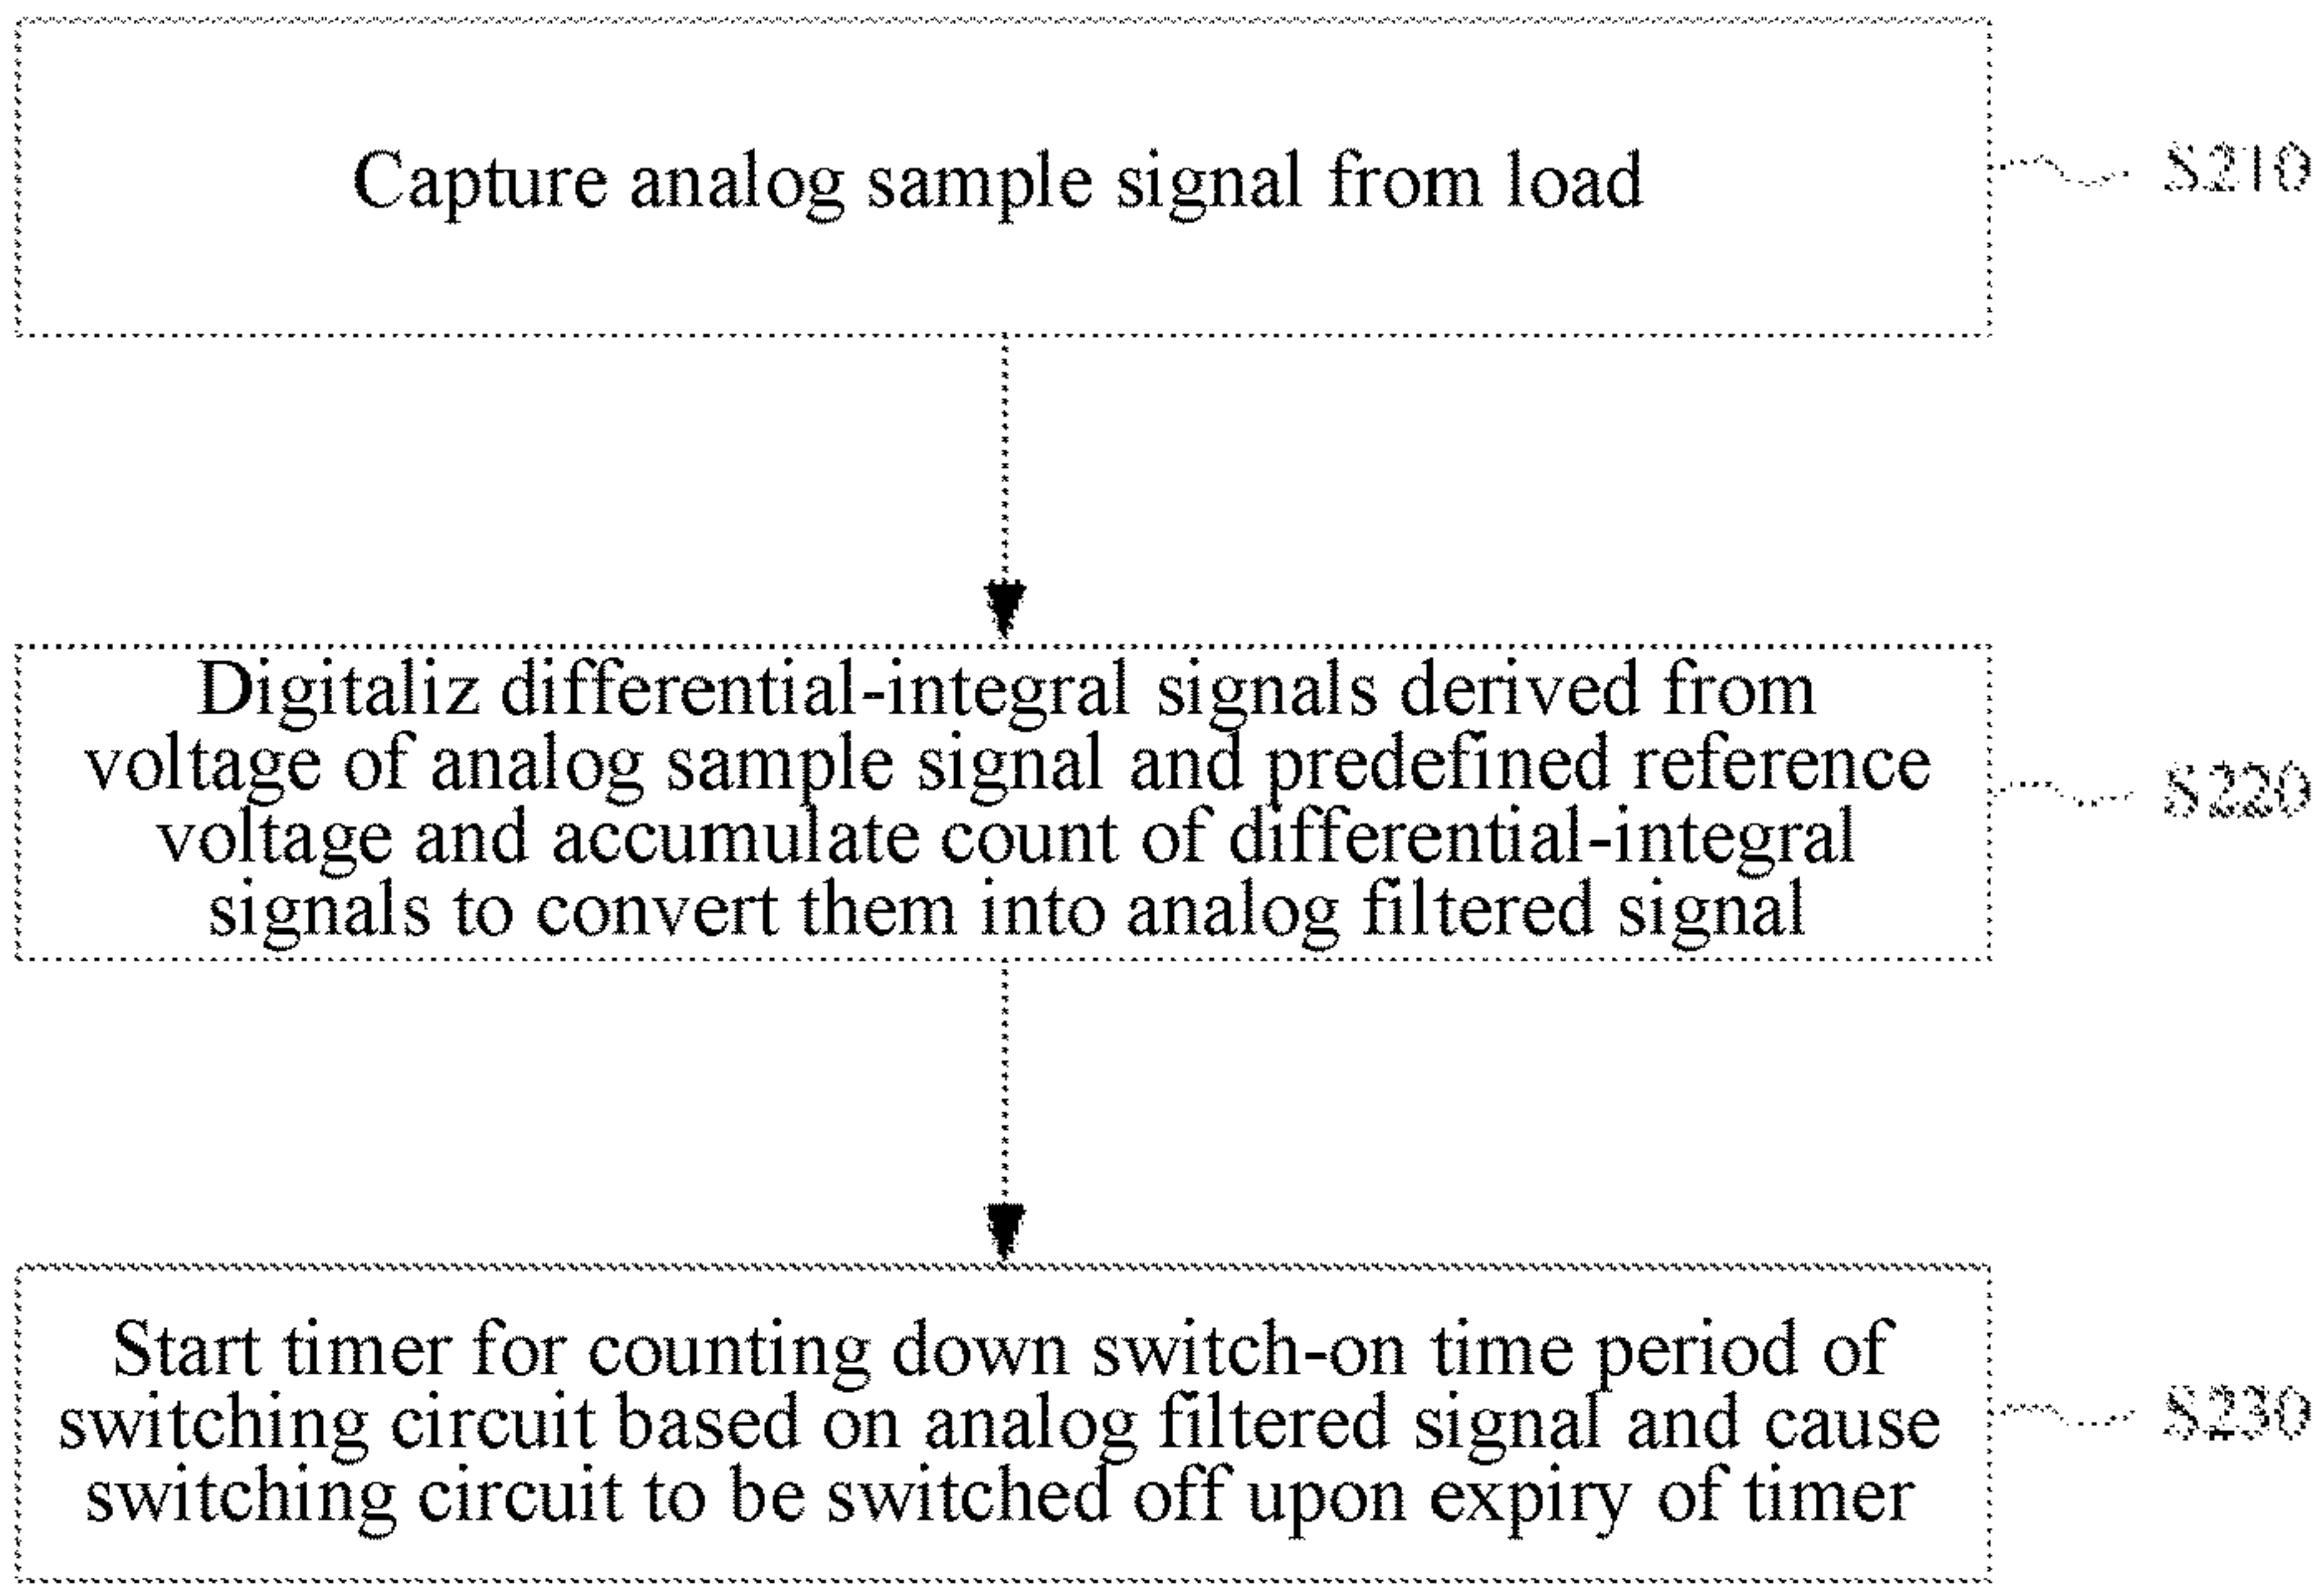 Capture analog sample signal from load
S210
Digitaliz differential-integral signals derived from
voltage of analog sample signal and predefined reference
voltage and accumulate count of differential-integral
signals to convert them into analog filtered signal
S220
Start timer for counting down switch-on time period of
switching circuit based on analog filtered signal and cause
switching circuit to be switched off upon expiry of timer
S230